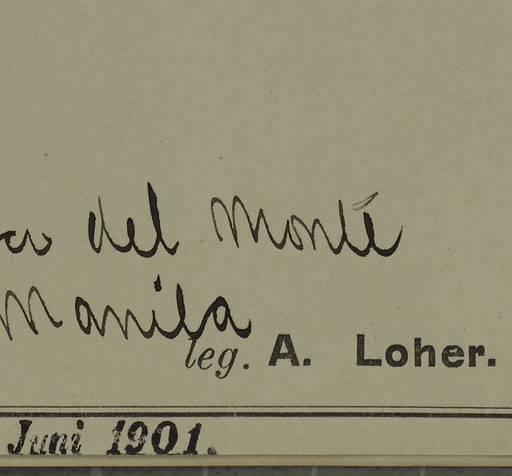 del Monte
Manila
leg. A. Loher.
Juni 1901.